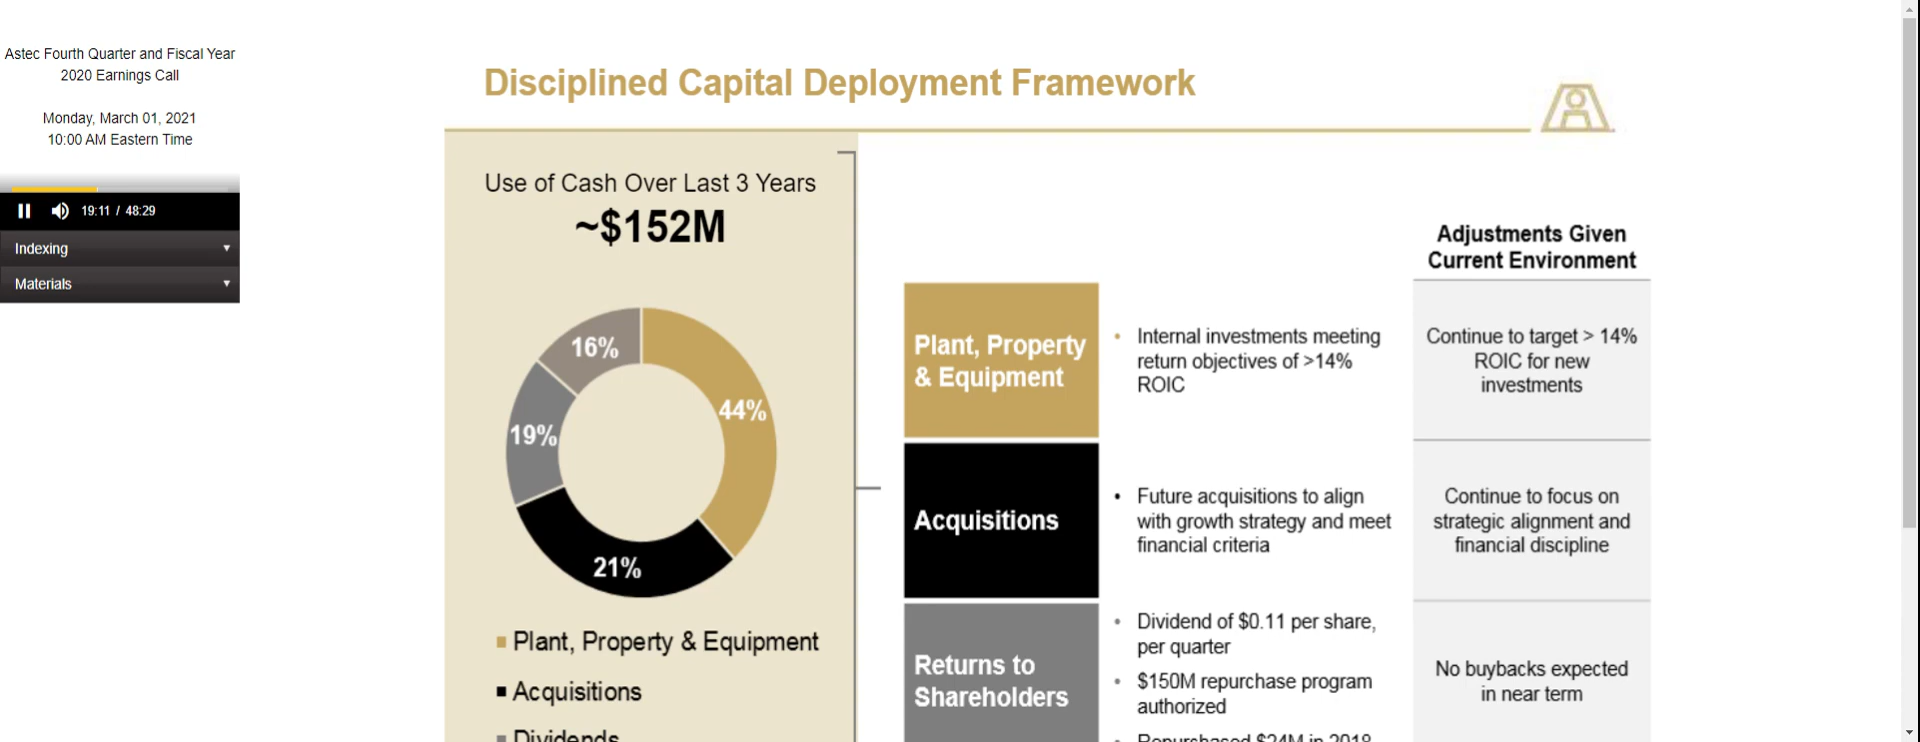 Astec Fourth Quarter and Fiscal Year
2020 Earnings Call
Monday, March 01, 2021
10:00 AM Eastern Time
19:11 / 48:29
Indexing
Materials
Disciplined Capital Deployment Framework
Use of Cash Over Last 3 Years
~$152M
16%
44%
19%
21%
▪ Plant, Property & Equipment
▪ Acquisitions
▪ Dividends
Adjustments Given
Current Environment
Plant, Property
& Equipment
• Internal investments meeting
return objectives of >14%
ROIC
Continue to target > 14%
ROIC for new
investments
Acquisitions
• Future acquisitions to align
with growth strategy and meet
financial criteria
Continue to focus on
strategic alignment and
financial discipline
Returns to
Shareholders
• Dividend of $0.11 per share,
per quarter
• $150M repurchase program
authorized
• Repurchased $24M in 2018
No buybacks expected
in near term